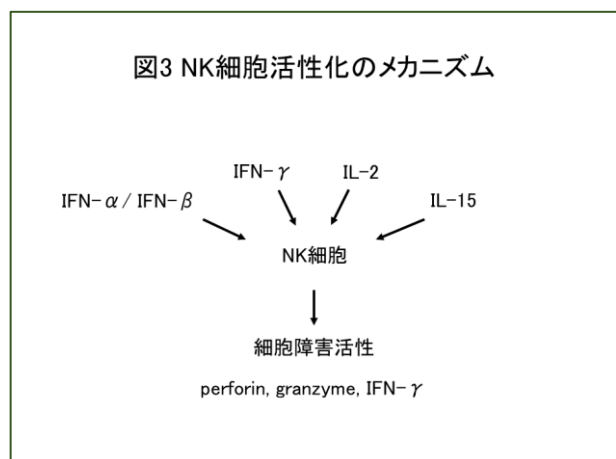 図3 NK細胞活性化のメカニズム
IFN-γ
IL-2
IFN-α/IFN-β
IL-15
NK細胞
細胞障害活性
perforin, granzyme, IFN-γ